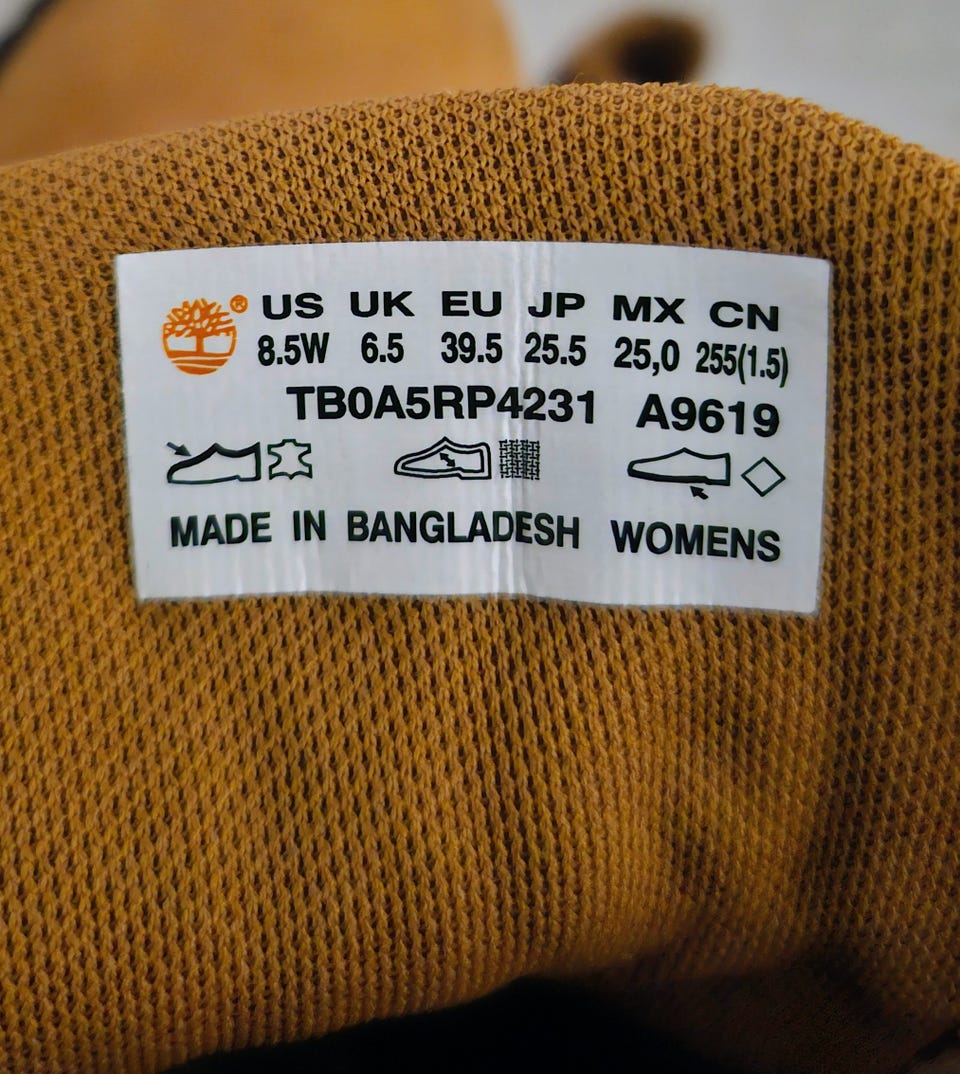 ® US UK EU JP MX CN
8.5W 6.5 39.5 25.5 25,0 255(1.5)
TB0A5RP4231 A9619
MADE IN BANGLADESH WOMENS